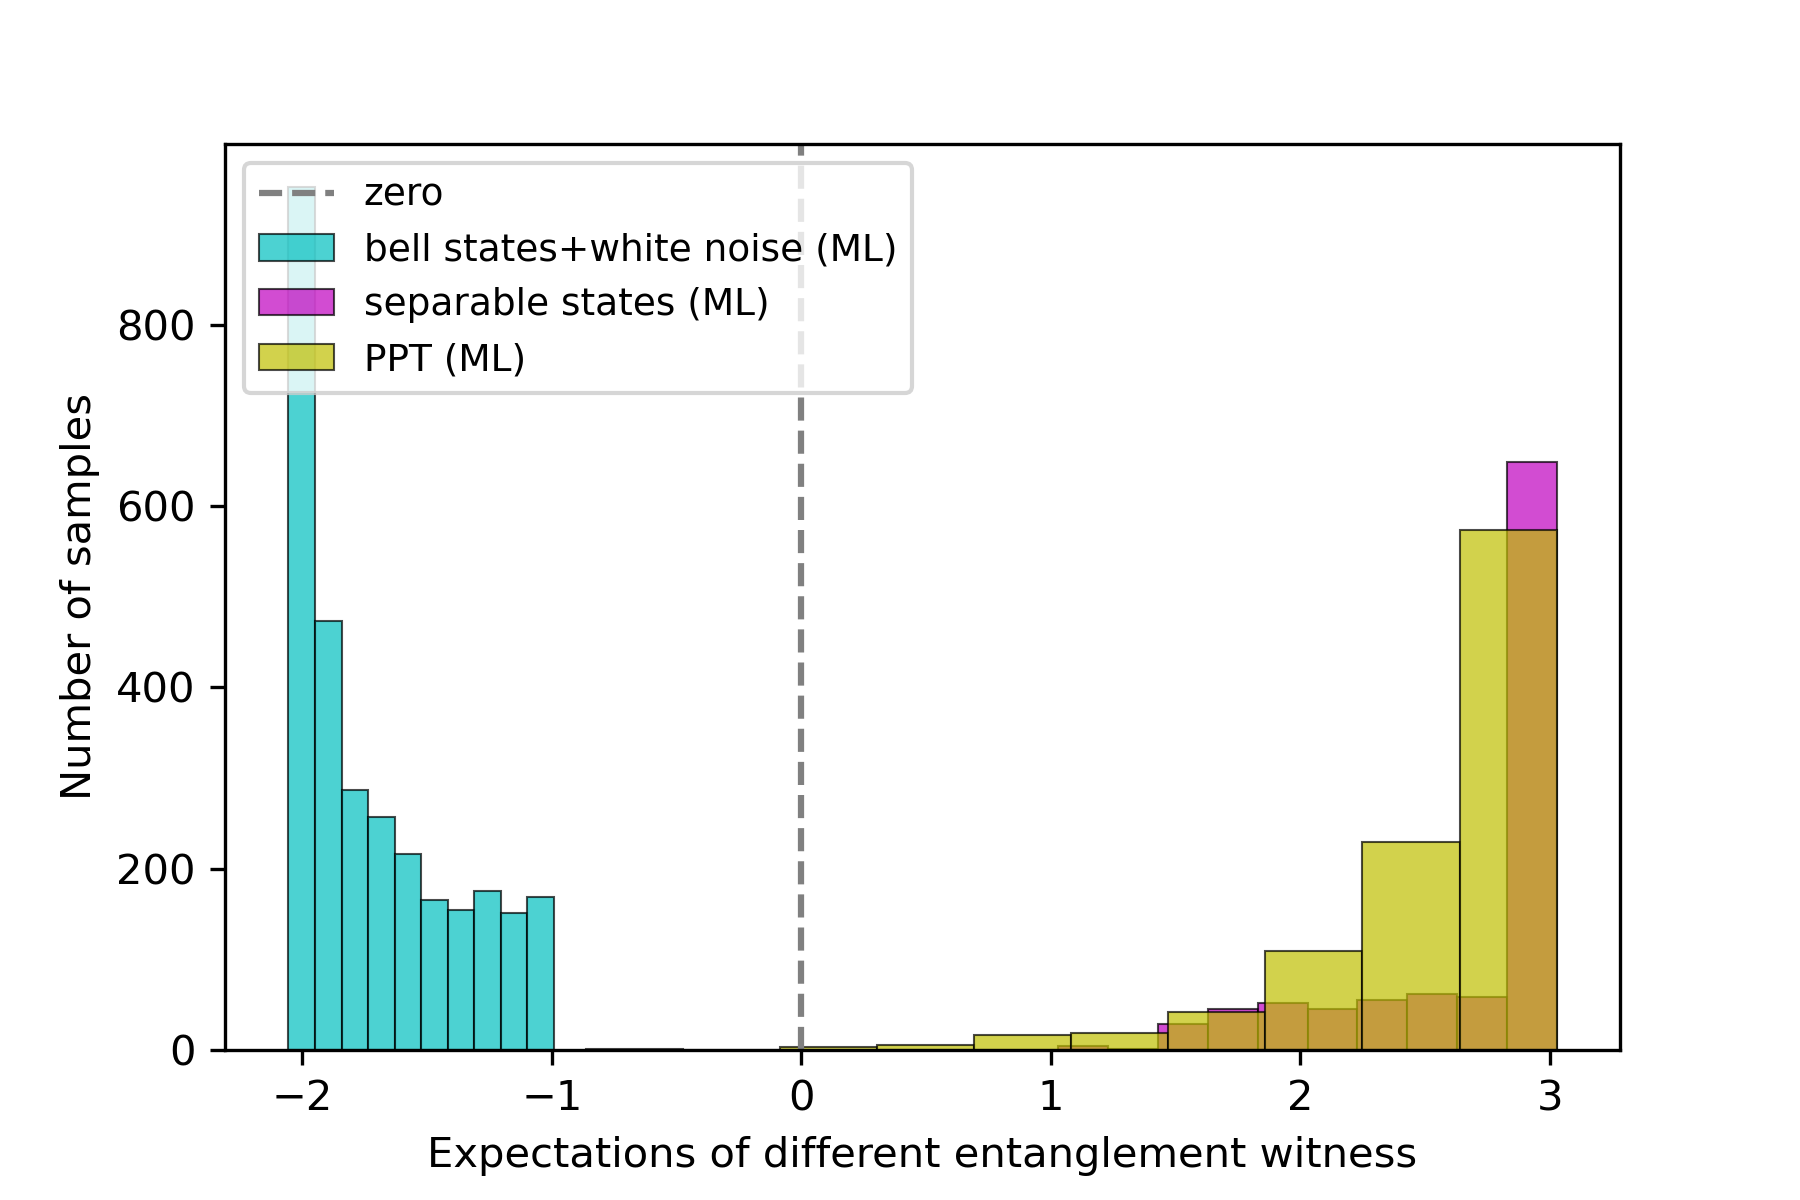 zero
bell states+white noise (ML)
separable states (ML)
PPT (ML)
800
600
400
200
0
−2 −1 0 1 2 3
Number of samples
Expectations of different entanglement witness